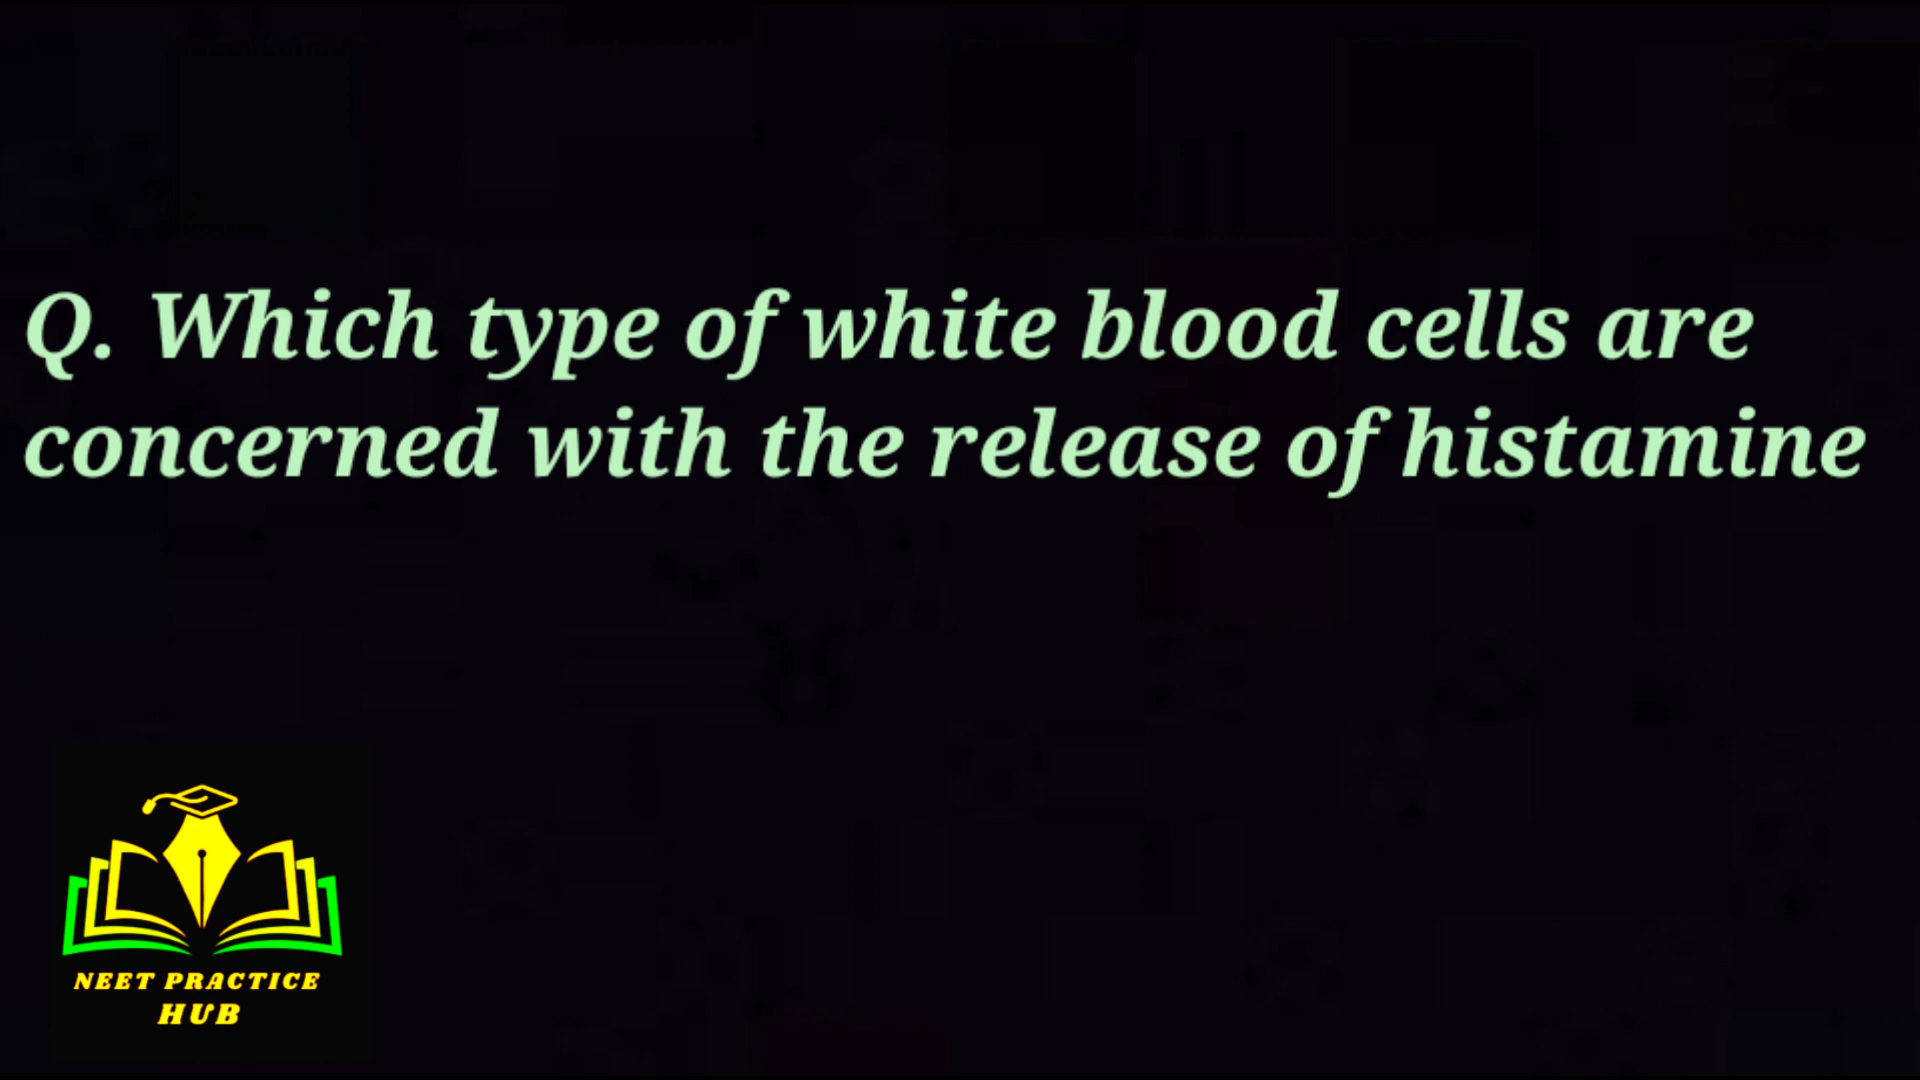 Q. Which type of white blood cells are
concerned with the release of histamine
NEET PRACTICE
HUB